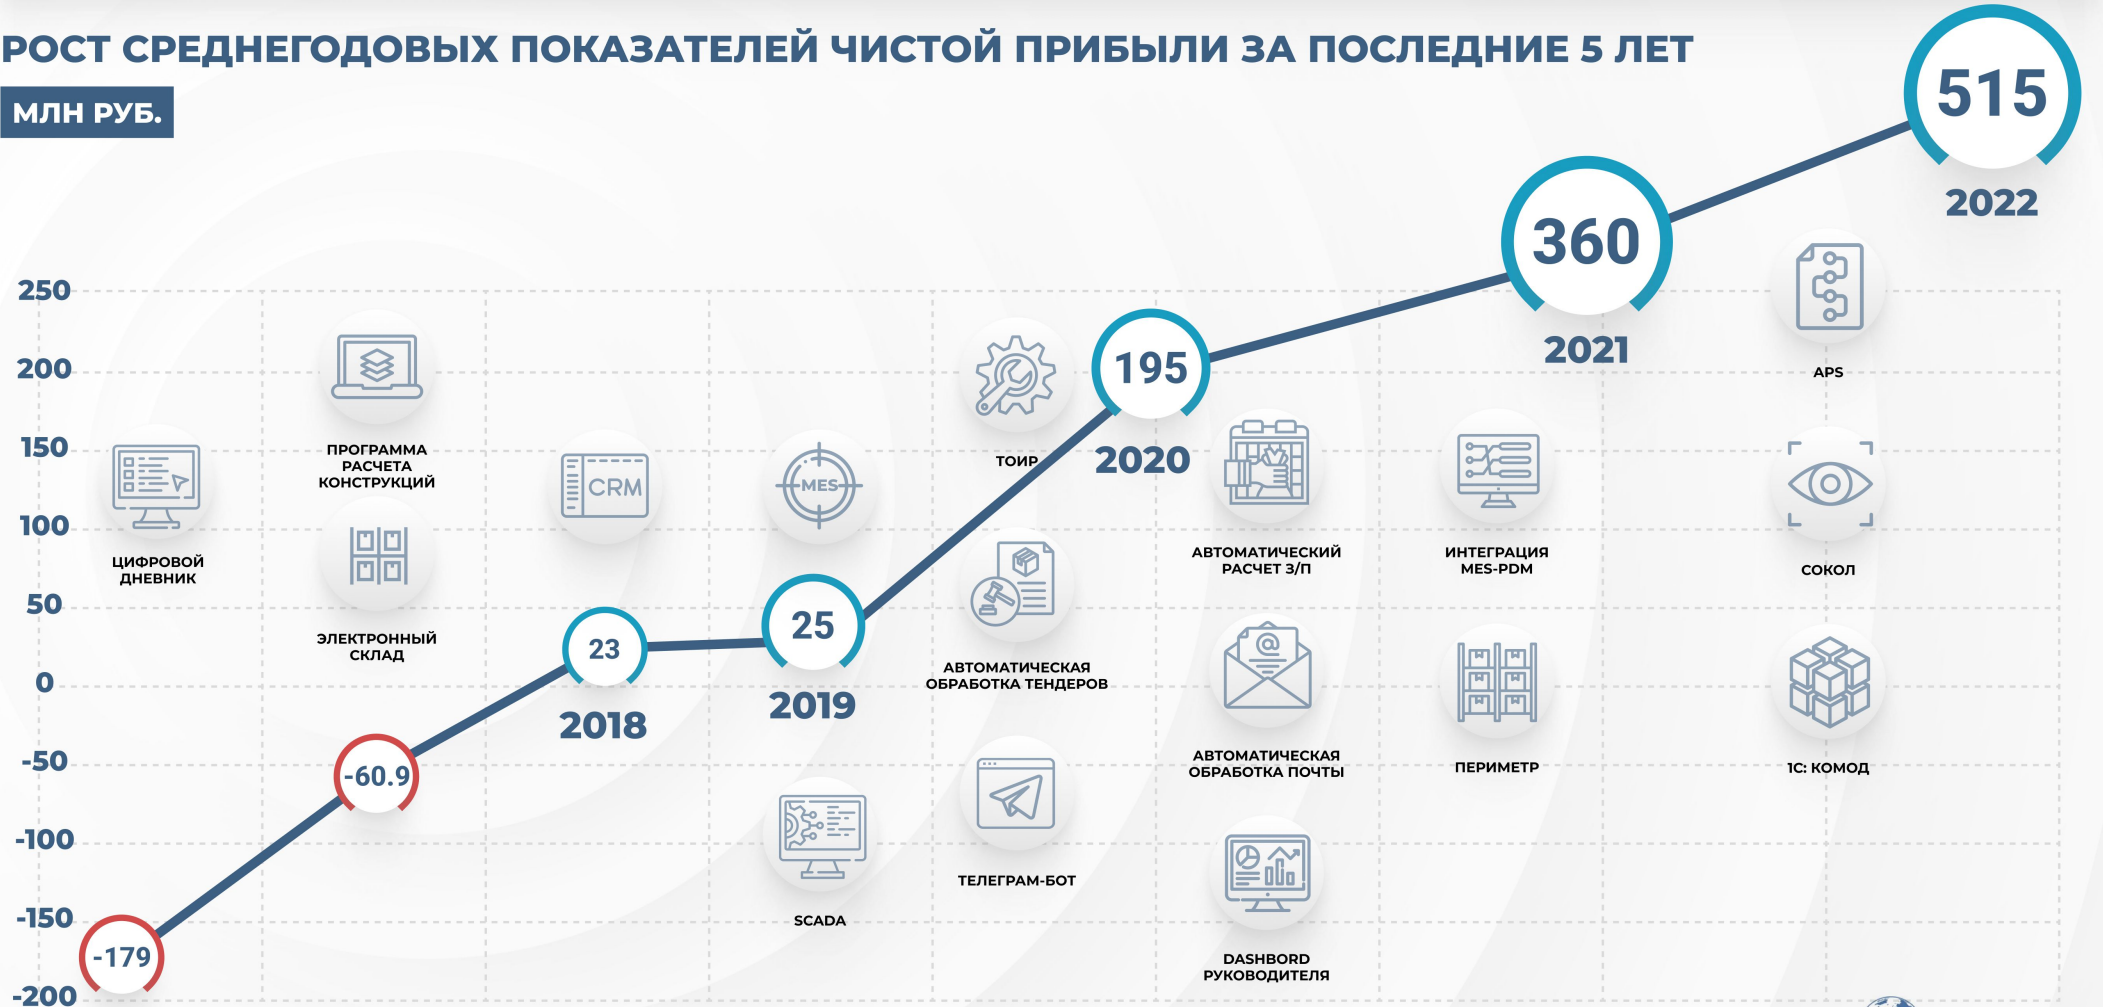 РОСТ СРЕДНЕГОДОВЫХ ПОКАЗАТЕЛЕЙ ЧИСТОЙ ПРИБЫЛИ ЗА ПОСЛЕДНИЕ 5 ЛЕТ
МЛН РУБ.
515
2022
360
2021
195
2020
25
2019
23
2018
-60.9
-179
250
200
150
100
50
0
-50
-100
-150
-200
ЦИФРОВОЙ
ДНЕВНИК
ПРОГРАММА
РАСЧЕТА
КОНСТРУКЦИЙ
ЭЛЕКТРОННЫЙ
СКЛАД
CRM
MES
SCADA
ТОИР
АВТОМАТИЧЕСКАЯ
ОБРАБОТКА ТЕНДЕРОВ
ТЕЛЕГРАМ-БОТ
АВТОМАТИЧЕСКИЙ
РАСЧЕТ З/П
@
АВТОМАТИЧЕСКАЯ
ОБРАБОТКА ПОЧТЫ
DASHBORD
РУКОВОДИТЕЛЯ
ИНТЕГРАЦИЯ
MES-PDM
ПЕРИМЕТР
APS
СОКОЛ
1С: КОМОД